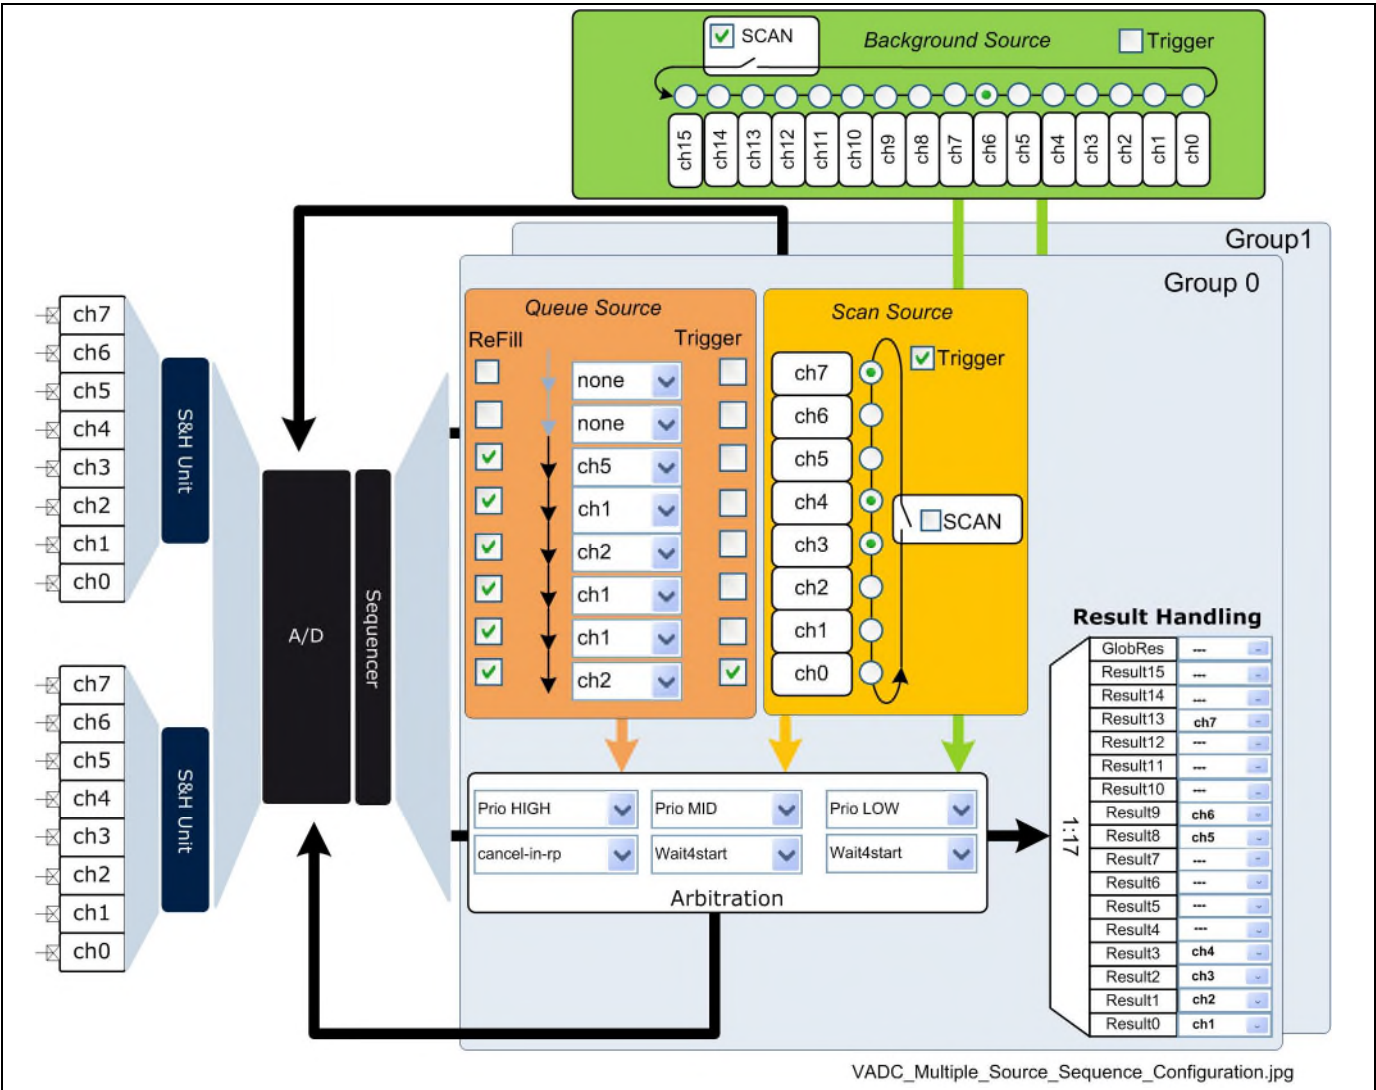 SCAN
Background Source
Trigger
ch15
ch14
ch13
ch12
ch11
ch10
ch9
ch8
ch7
ch6
ch5
ch4
ch3
ch2
ch1
ch0
Group1
Group 0
ch7
ch6
ch5
ch4
ch3
ch2
ch1
ch0
S&H Unit
ch7
ch6
ch5
ch4
ch3
ch2
ch1
ch0
S&H Unit
A/D
Sequencer
Queue Source
ReFill
Trigger
none
none
ch5
ch1
ch2
ch1
ch1
ch2
Scan Source
Trigger
ch7
ch6
ch5
ch4
ch3
ch2
ch1
ch0
SCAN
Prio HIGH
Prio MID
Prio LOW
cancel-in-rp
Wait4start
Wait4start
Arbitration
Result Handling
1:17
GlobRes ---
Result15 ---
Result14 ---
Result13 ch7
Result12 ---
Result11 ---
Result10 ---
Result9 ch6
Result8 ch5
Result7 ---
Result6 ---
Result5 ---
Result4 ---
Result3 ch4
Result2 ch3
Result1 ch2
Result0 ch1
VADC_Multiple_Source_Sequence_Configuration.jpg